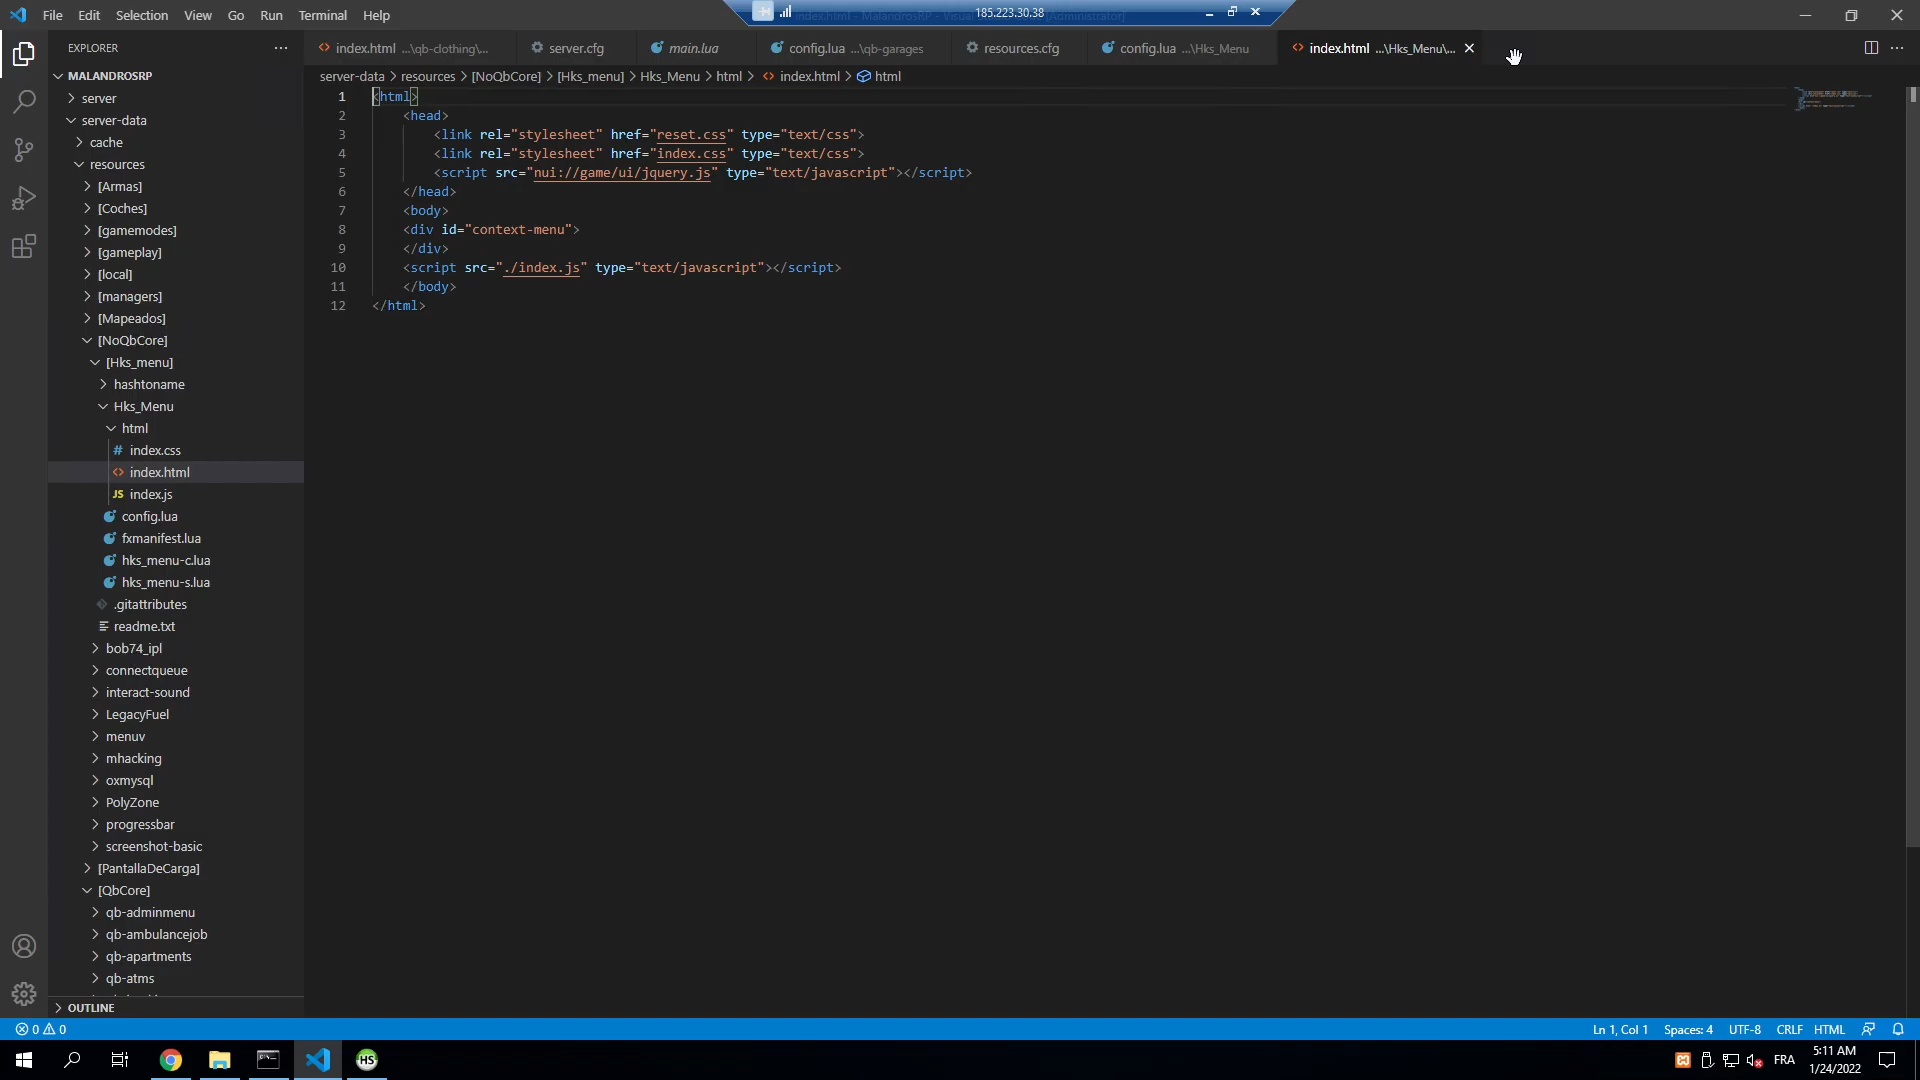 File Edit Selection View Go Run Terminal Help
185.223.30.38
EXPLORER
index.html ...\qb-clothing\...
server.cfg
main.lua
config.lua ...\qb-garages
resources.cfg
config.lua ...\Hks_Menu
index.html ...\Hks_Menu\...
server-data > resources > [NoQbCore] > [Hks_menu] > Hks_Menu > html > index.html > html
MALANDROSRP
server
server-data
cache
resources
[Armas]
[Coches]
[gamemodes]
[gameplay]
[local]
[managers]
[Mapeados]
[NoQbCore]
[Hks_menu]
hashtoname
Hks_Menu
html
index.css
index.html
index.js
config.lua
fxmanifest.lua
hks_menu-c.lua
hks_menu-s.lua
.gitattributes
readme.txt
bob74_ipl
connectqueue
interact-sound
LegacyFuel
menuv
mhacking
oxmysql
PolyZone
progressbar
screenshot-basic
[PantallaDeCarga]
[QbCore]
qb-adminmenu
qb-ambulancejob
qb-apartments
qb-atms
OUTLINE
1 <html>
2 <head>
3 <link rel="stylesheet" href="reset.css" type="text/css">
4 <link rel="stylesheet" href="index.css" type="text/css">
5 <script src="nui://game/ui/jquery.js" type="text/javascript"></script>
6 </head>
7 <body>
8 <div id="context-menu">
9 </div>
10 <script src="./index.js" type="text/javascript"></script>
11 </body>
12 </html>
0 0
Ln 1, Col 1 Spaces: 4 UTF-8 CRLF HTML
HS
FRA
5:11 AM
1/24/2022